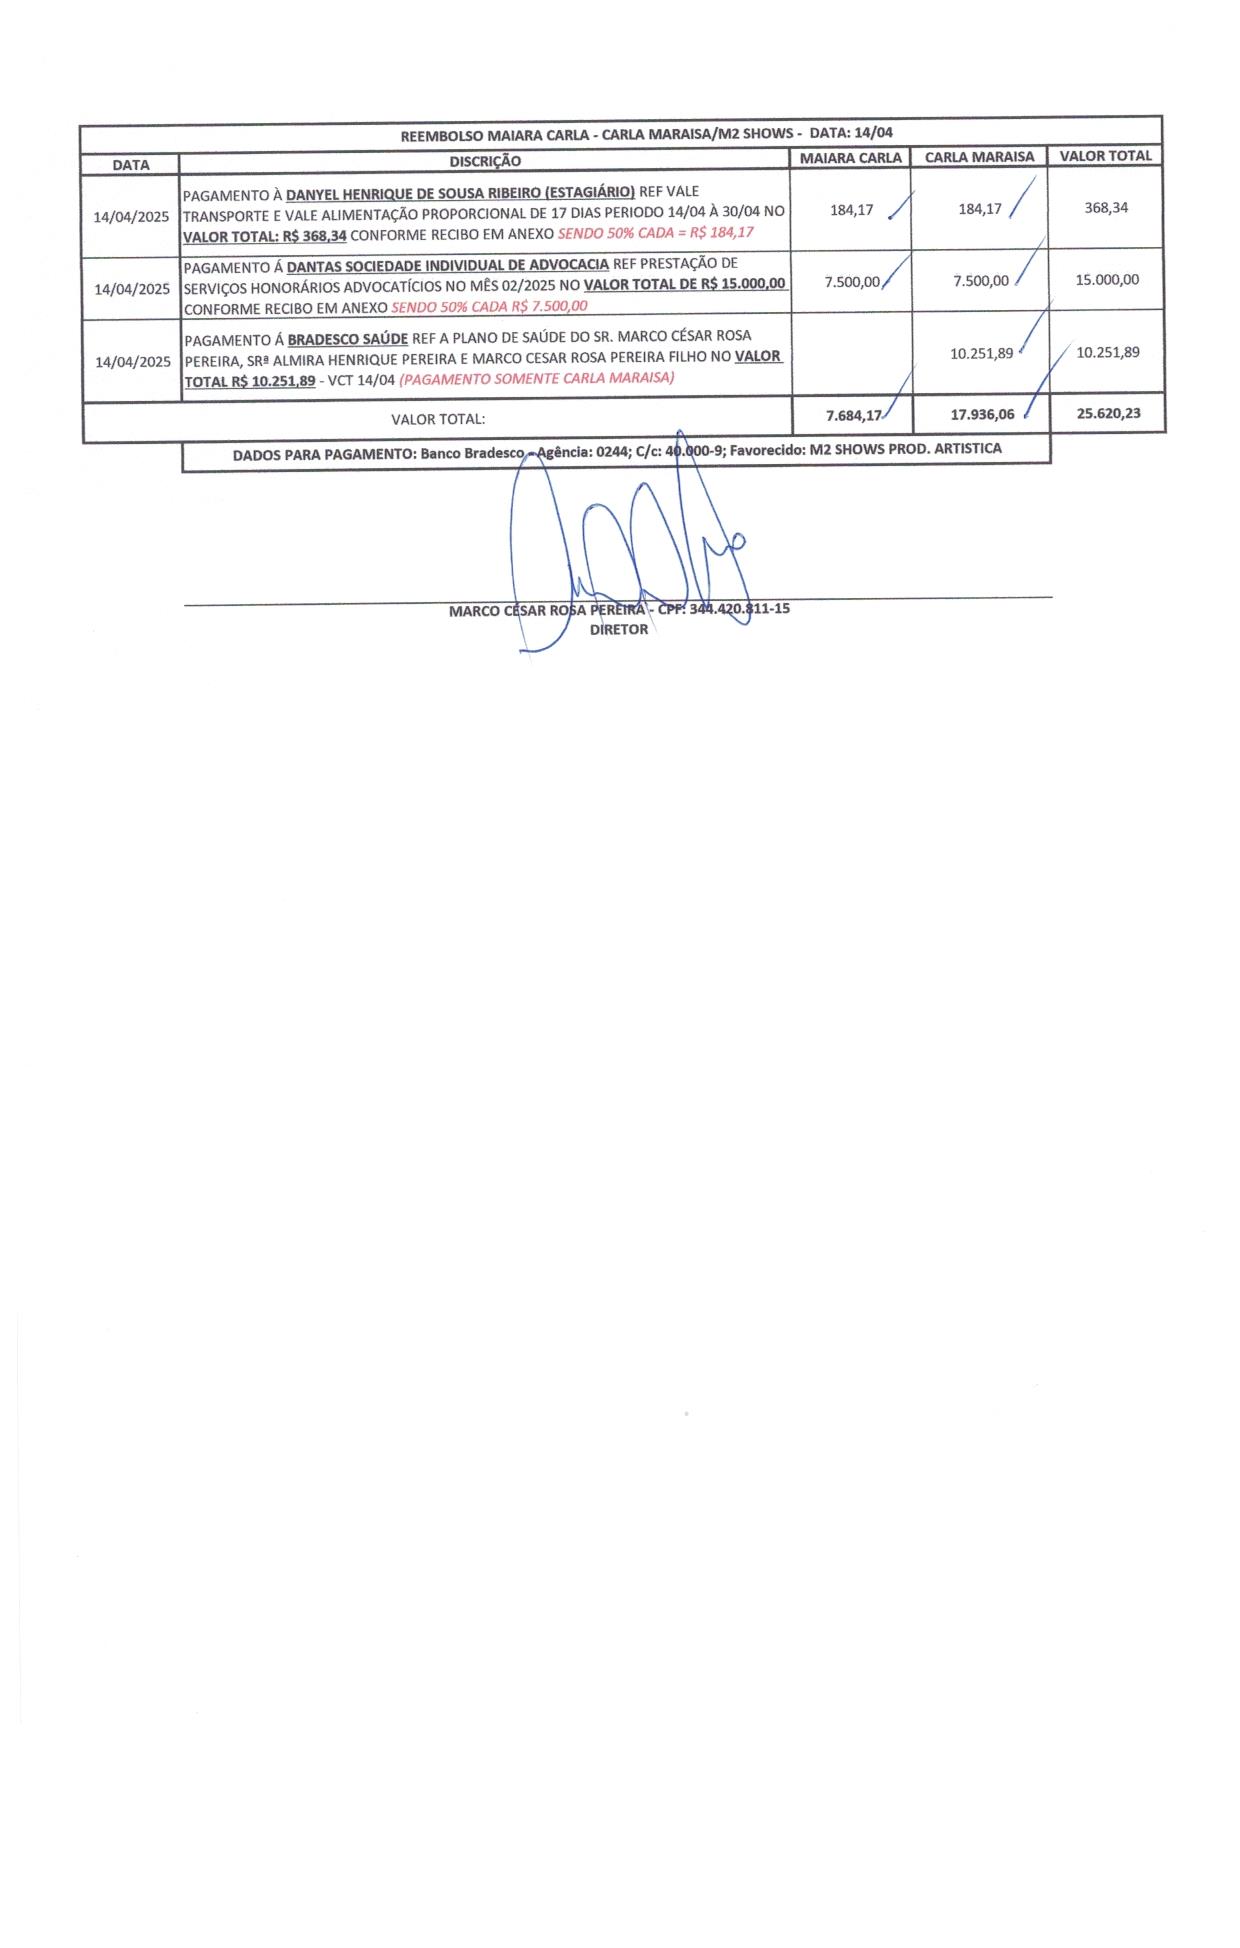 REEMBOLSO MAIARA CARLA - CARLA MARAISA/M2 SHOWS - DATA: 14/04
DATA DISCRIÇÃO MAIARA CARLA CARLA MARAISA VALOR TOTAL
PAGAMENTO À DANYEL HENRIQUE DE SOUSA RIBEIRO (ESTAGIÁRIO) REF VALE
14/04/2025 TRANSPORTE E VALE ALIMENTAÇÃO PROPORCIONAL DE 17 DIAS PERIODO 14/04 À 30/04 NO 184,17 184,17 368,34
VALOR TOTAL: R$ 368,34 CONFORME RECIBO EM ANEXO SENDO 50% CADA = R$ 184,17
PAGAMENTO Á DANTAS SOCIEDADE INDIVIDUAL DE ADVOCACIA REF PRESTAÇÃO DE
14/04/2025 SERVIÇOS HONORÁRIOS ADVOCATÍCIOS NO MÊS 02/2025 NO VALOR TOTAL DE R$ 15.000,00 7.500,00 7.500,00 15.000,00
CONFORME RECIBO EM ANEXO SENDO 50% CADA R$ 7.500,00
PAGAMENTO Á BRADESCO SAÚDE REF A PLANO DE SAÚDE DO SR. MARCO CÉSAR ROSA
14/04/2025 PEREIRA, SRª ALMIRA HENRIQUE PEREIRA E MARCO CESAR ROSA PEREIRA FILHO NO VALOR 10.251,89 10.251,89
TOTAL R$ 10.251,89 - VCT 14/04 (PAGAMENTO SOMENTE CARLA MARAISA)
VALOR TOTAL: 7.684,17 17.936,06 25.620,23
DADOS PARA PAGAMENTO: Banco Bradesco - Agência: 0244; C/c: 40.000-9; Favorecido: M2 SHOWS PROD. ARTISTICA
MARCO CÉSAR ROSA PEREIRA - CPF: 344.420.811-15
DIRETOR